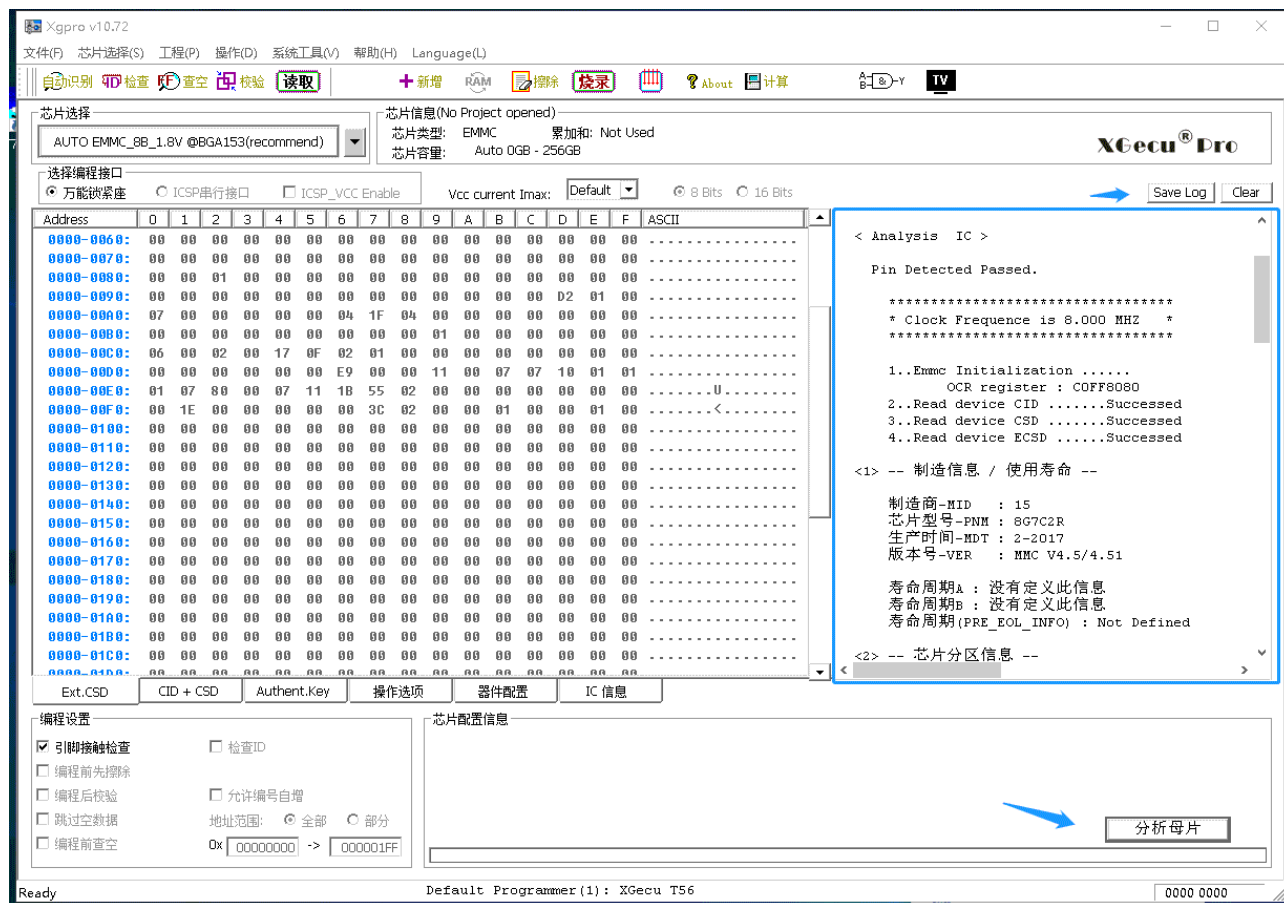 Xgpro v10.72
文件(F) 芯片选择(S) 工程(P) 操作(D) 系统工具(V) 帮助(H) Language(L)
自动识别 检查 查空 校验 读取 新增 RAM 擦除 烧录 About 计算 A B & Y TV
芯片选择
AUTO EMMC_8B_1.8V @BGA153(recommend)
芯片信息(No Project opened)
芯片类型: EMMC 累加和: Not Used
芯片容量: Auto 0GB - 256GB
XGecu® Pro
选择编程接口
万能锁紧座 ICSP串行接口 ICSP_VCC Enable
Vcc current Imax: Default 8 Bits 16 Bits
Save Log Clear
Address 0 1 2 3 4 5 6 7 8 9 A B C D E F ASCII
0000-0060: 00 00 00 00 00 00 00 00 00 00 00 00 00 00 00 00 ................
0000-0070: 00 00 00 00 00 00 00 00 00 00 00 00 00 00 00 00 ................
0000-0080: 00 00 01 00 00 00 00 00 00 00 00 00 00 00 00 00 ................
0000-0090: 00 00 00 00 00 00 00 00 00 00 00 00 00 D2 01 00 ................
0000-00A0: 07 00 00 00 00 00 04 1F 04 00 00 00 00 00 00 00 ................
0000-00B0: 00 00 00 00 00 00 00 00 00 01 00 00 00 00 00 00 ................
0000-00C0: 06 00 02 00 17 0F 02 01 00 00 00 00 00 00 00 00 ................
0000-00D0: 00 00 00 00 00 00 E9 00 00 11 00 07 07 10 01 01 ................
0000-00E0: 01 07 80 00 07 11 1B 55 02 00 00 00 00 00 00 00 .......U........
0000-00F0: 00 1E 00 00 00 00 00 3C 02 00 00 01 00 00 01 00 .......<........
0000-0100: 00 00 00 00 00 00 00 00 00 00 00 00 00 00 00 00 ................
0000-0110: 00 00 00 00 00 00 00 00 00 00 00 00 00 00 00 00 ................
0000-0120: 00 00 00 00 00 00 00 00 00 00 00 00 00 00 00 00 ................
0000-0130: 00 00 00 00 00 00 00 00 00 00 00 00 00 00 00 00 ................
0000-0140: 00 00 00 00 00 00 00 00 00 00 00 00 00 00 00 00 ................
0000-0150: 00 00 00 00 00 00 00 00 00 00 00 00 00 00 00 00 ................
0000-0160: 00 00 00 00 00 00 00 00 00 00 00 00 00 00 00 00 ................
0000-0170: 00 00 00 00 00 00 00 00 00 00 00 00 00 00 00 00 ................
0000-0180: 00 00 00 00 00 00 00 00 00 00 00 00 00 00 00 00 ................
0000-0190: 00 00 00 00 00 00 00 00 00 00 00 00 00 00 00 00 ................
0000-01A0: 00 00 00 00 00 00 00 00 00 00 00 00 00 00 00 00 ................
0000-01B0: 00 00 00 00 00 00 00 00 00 00 00 00 00 00 00 00 ................
0000-01C0: 00 00 00 00 00 00 00 00 00 00 00 00 00 00 00 00 ................
< Analysis IC >
Pin Detected Passed.
**********************************
* Clock Frequence is 8.000 MHZ *
**********************************
1..Emmc Initialization ......
OCR register : C0FF8080
2..Read device CID .......Successed
3..Read device CSD .......Successed
4..Read device ECSD ......Successed
<1> -- 制造信息 / 使用寿命 --
制造商-MID : 15
芯片型号-PNM : 8G7C2R
生产时间-MDT : 2-2017
版本号-VER : MMC V4.5/4.51
寿命周期A : 没有定义此信息
寿命周期B : 没有定义此信息
寿命周期(PRE_EOL_INFO) : Not Defined
<2> -- 芯片分区信息 --
Ext.CSD CID + CSD Authent.Key 操作选项 器件配置 IC 信息
编程设置
引脚接触检查 检查ID
编程前先擦除
编程后校验 允许编号自增
跳过空数据 地址范围: 全部 部分
编程前查空 0x 00000000 -> 000001FF
芯片配置信息
分析母片
Ready Default Programmer(1): XGecu T56 0000 0000